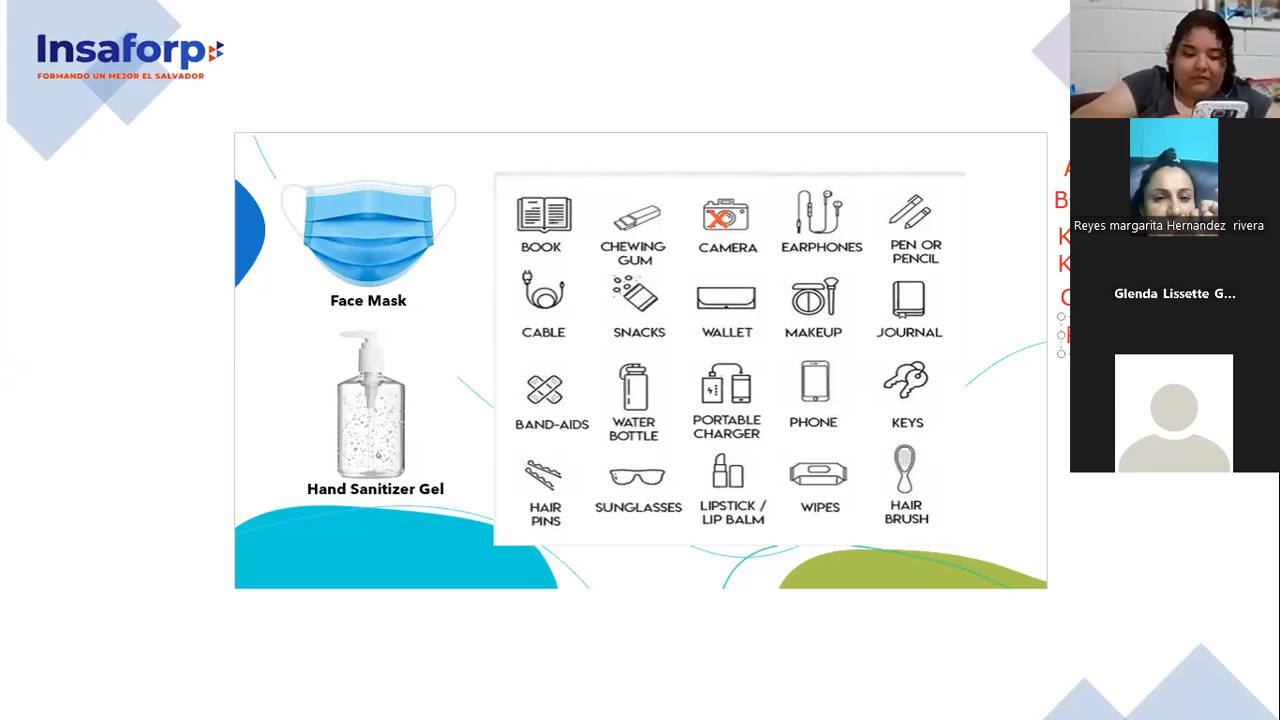 Insaforp
FORMANDO UN MEJOR EL SALVADOR
Face Mask
Hand Sanitizer Gel
BOOK
CHEWING
GUM
CAMERA
EARPHONES
PEN OR
PENCIL
CABLE
SNACKS
WALLET
MAKEUP
JOURNAL
BAND-AIDS
WATER
BOTTLE
PORTABLE
CHARGER
PHONE
KEYS
HAIR
PINS
SUNGLASSES
LIPSTICK /
LIP BALM
WIPES
HAIR
BRUSH
Reyes margarita Hernandez rivera
Glenda Lissette G...